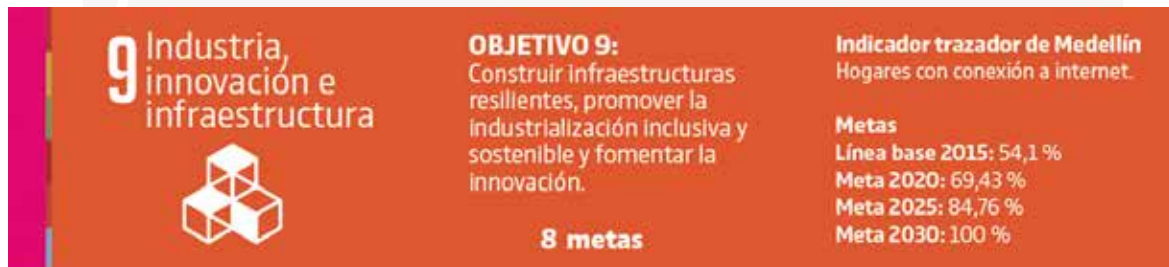 9
Industria,
innovación e
infraestructura
OBJETIVO 9:
Construir infraestructuras
resilientes, promover la
industrialización inclusiva y
sostenible y fomentar la
innovación.
8 metas
Indicador trazador de Medellín
Hogares con conexión a internet.
Metas
Línea base 2015: 54,1 %
Meta 2020: 69,43 %
Meta 2025: 84,76 %
Meta 2030: 100 %